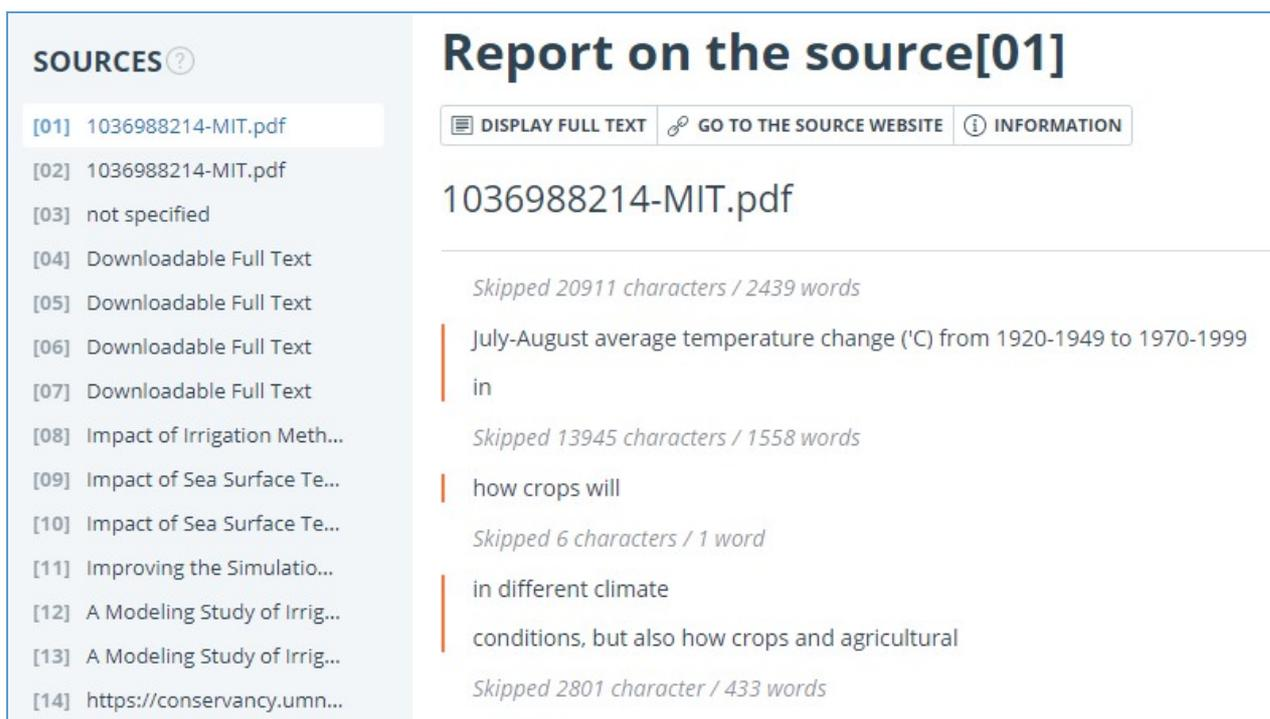 SOURCES ?
[01] 1036988214-MIT.pdf
[02] 1036988214-MIT.pdf
[03] not specified
[04] Downloadable Full Text
[05] Downloadable Full Text
[06] Downloadable Full Text
[07] Downloadable Full Text
[08] Impact of Irrigation Meth...
[09] Impact of Sea Surface Te...
[10] Impact of Sea Surface Te...
[11] Improving the Simulatio...
[12] A Modeling Study of Irrig...
[13] A Modeling Study of Irrig...
[14] https://conservancy.umn...
Report on the source[01]
DISPLAY FULL TEXT GO TO THE SOURCE WEBSITE i INFORMATION
1036988214-MIT.pdf
Skipped 20911 characters / 2439 words
July-August average temperature change ('C) from 1920-1949 to 1970-1999
in
Skipped 13945 characters / 1558 words
how crops will
Skipped 6 characters / 1 word
in different climate
conditions, but also how crops and agricultural
Skipped 2801 character / 433 words